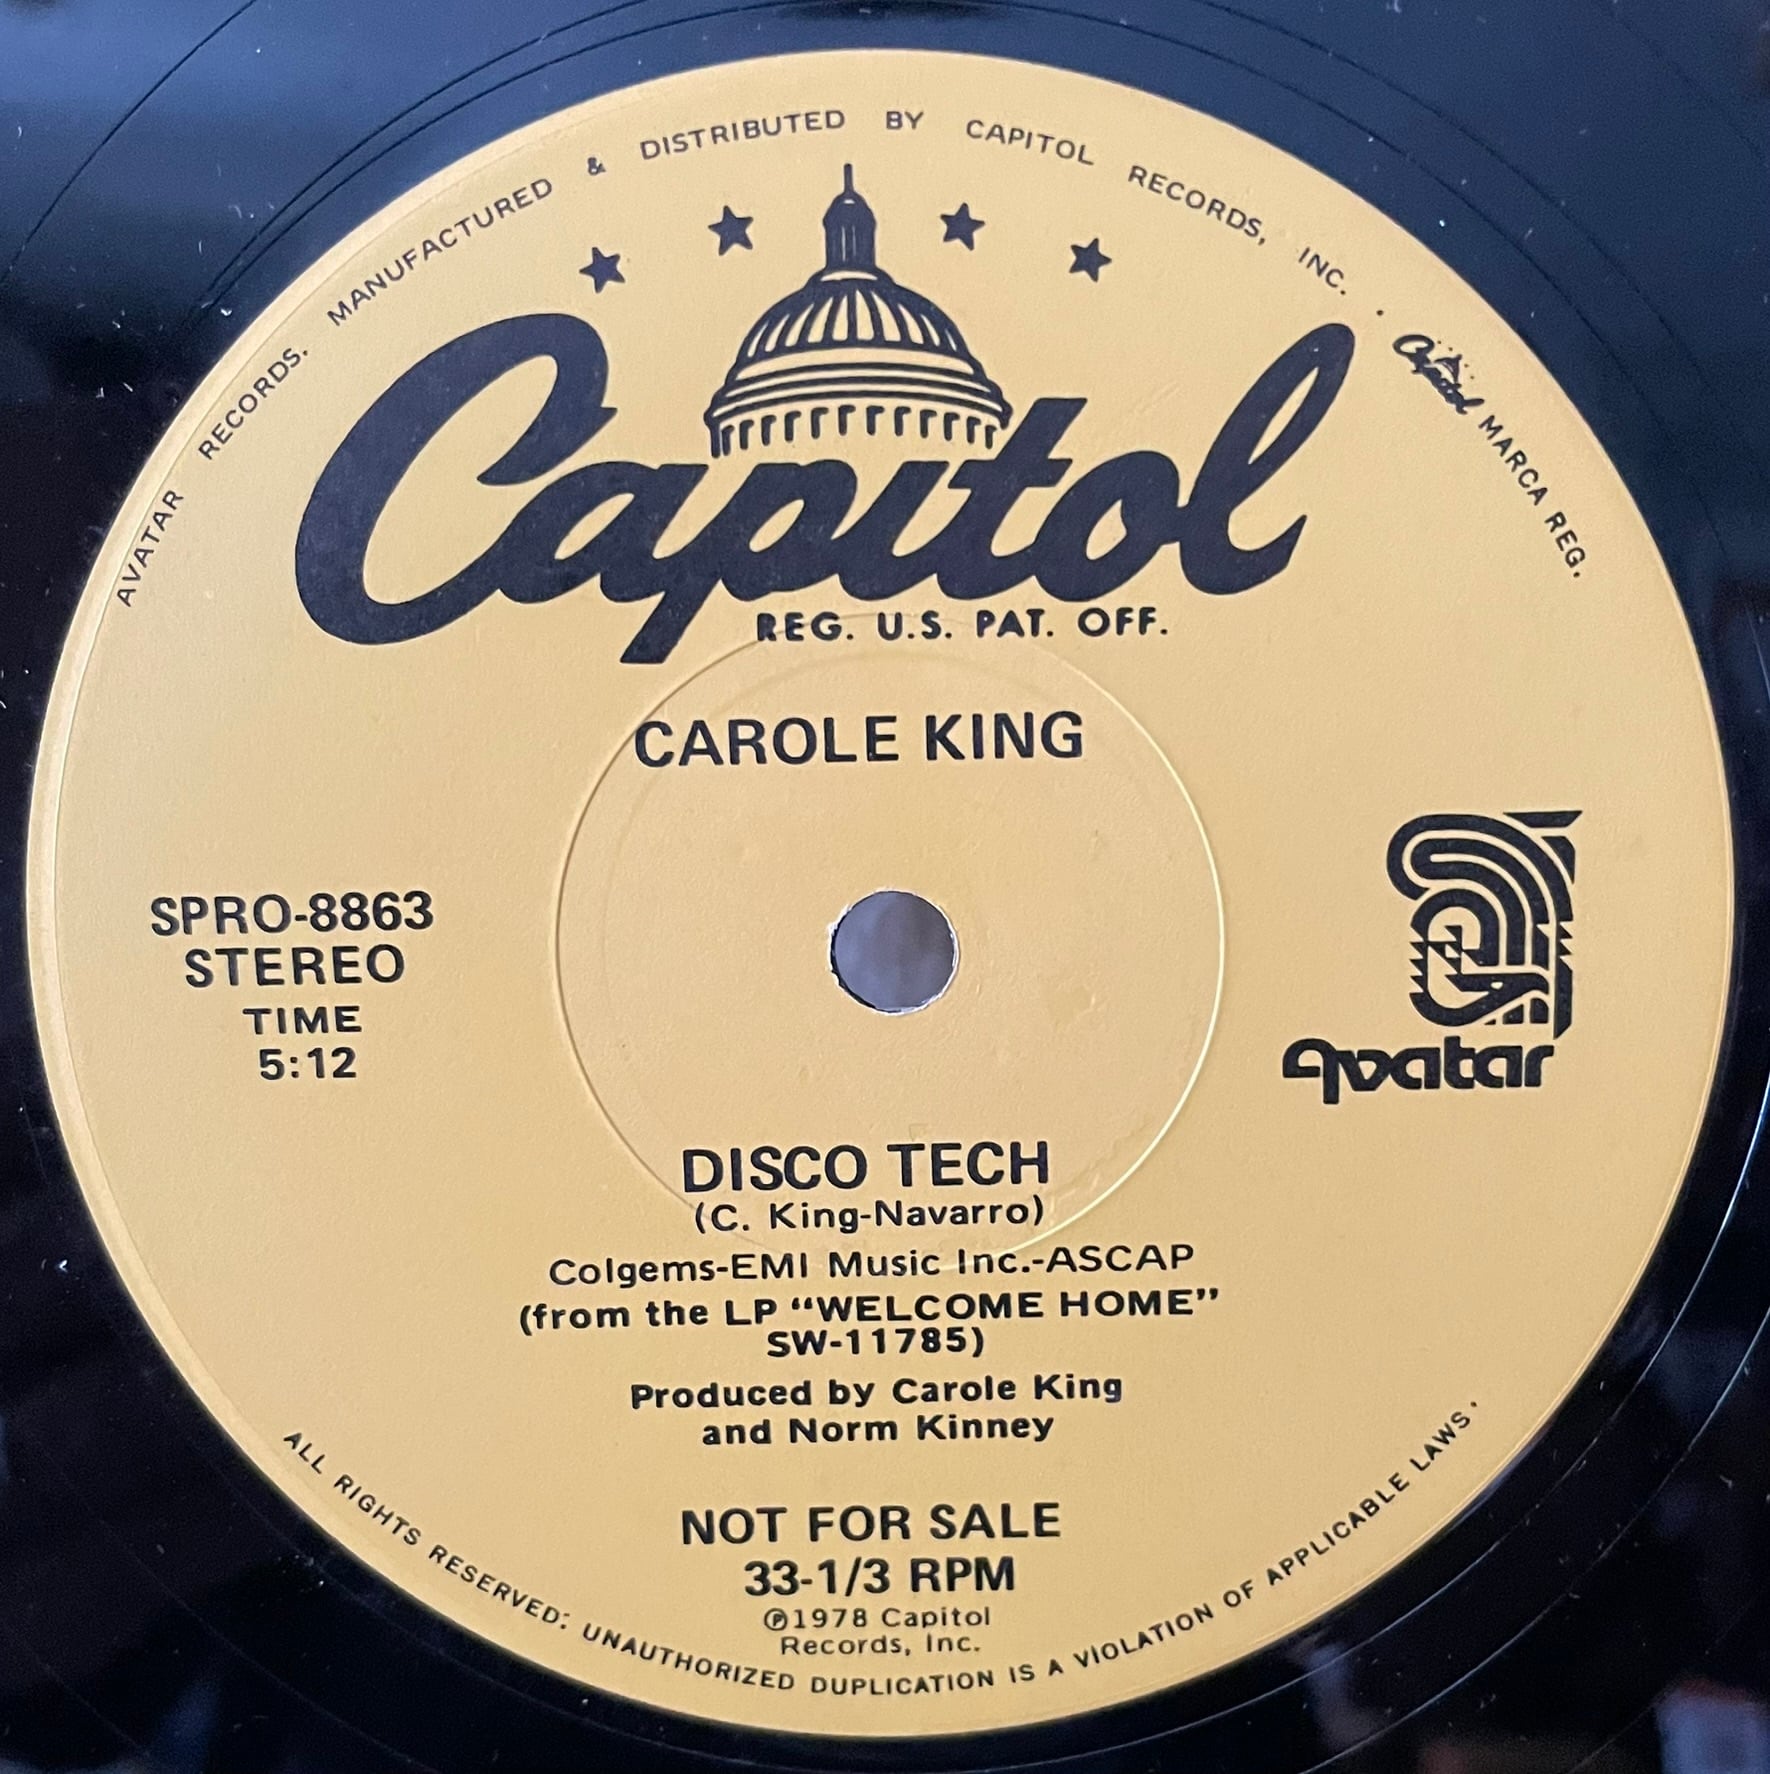 AVATAR RECORDS. MANUFACTURED & DISTRIBUTED BY CAPITOL RECORDS, INC. · Capitol MARCA REG.
Capitol
REG. U.S. PAT. OFF.
CAROLE KING
SPRO-8863
STEREO
TIME
5:12
Avatar
DISCO TECH
(C. King-Navarro)
Colgems-EMI Music Inc.-ASCAP
(from the LP “WELCOME HOME”
SW-11785)
Produced by Carole King
and Norm Kinney
NOT FOR SALE
33-1/3 RPM
℗1978 Capitol
Records, Inc.
ALL RIGHTS RESERVED: UNAUTHORIZED DUPLICATION IS A VIOLATION OF APPLICABLE LAWS.